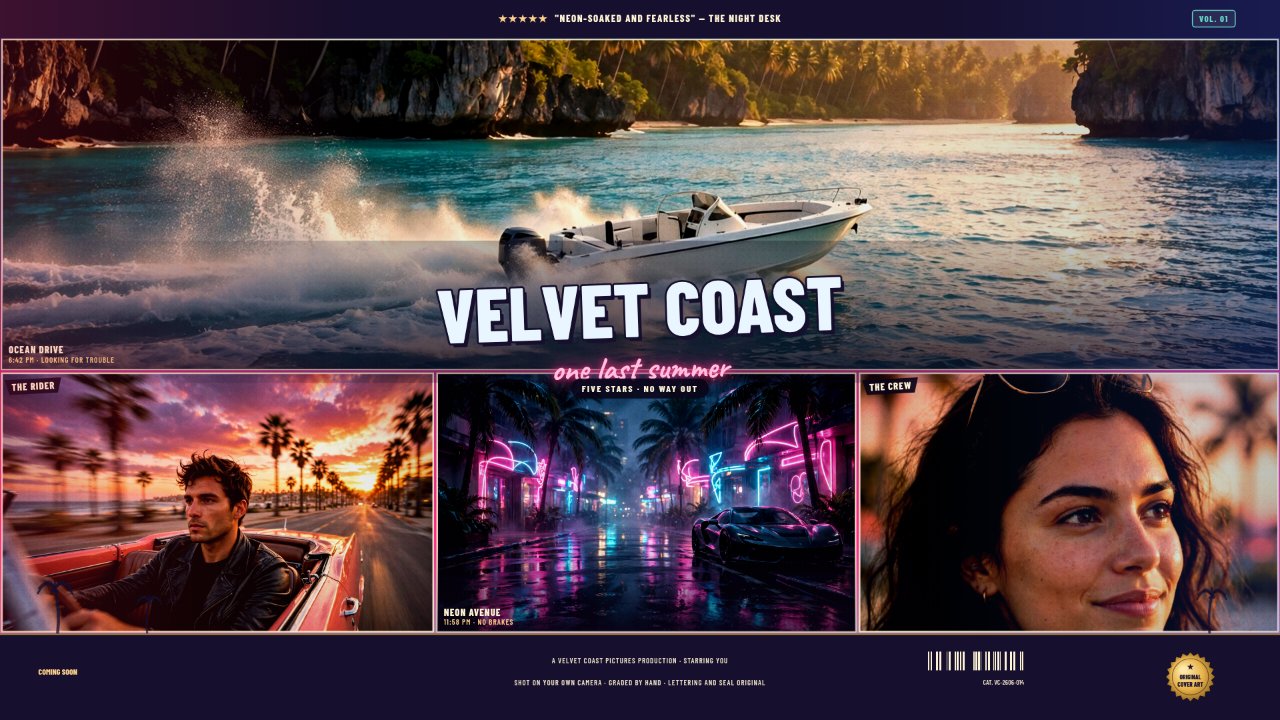 ★★★★★ "NEON-SOAKED AND FEARLESS" — THE NIGHT DESK
VOL. 01
VELVET COAST
one last summer
FIVE STARS · NO WAY OUT
OCEAN DRIVE
6:42 PM · LOOKING FOR TROUBLE
THE RIDER
THE CREW
NEON AVENUE
11:58 PM · NO BRAKES
COMING SOON
A VELVET COAST PICTURES PRODUCTION · STARRING YOU
SHOT ON YOUR OWN CAMERA · GRADED BY HAND · LETTERING AND SEAL ORIGINAL
CAT. VC-2606-014
★
ORIGINAL
COVER ART